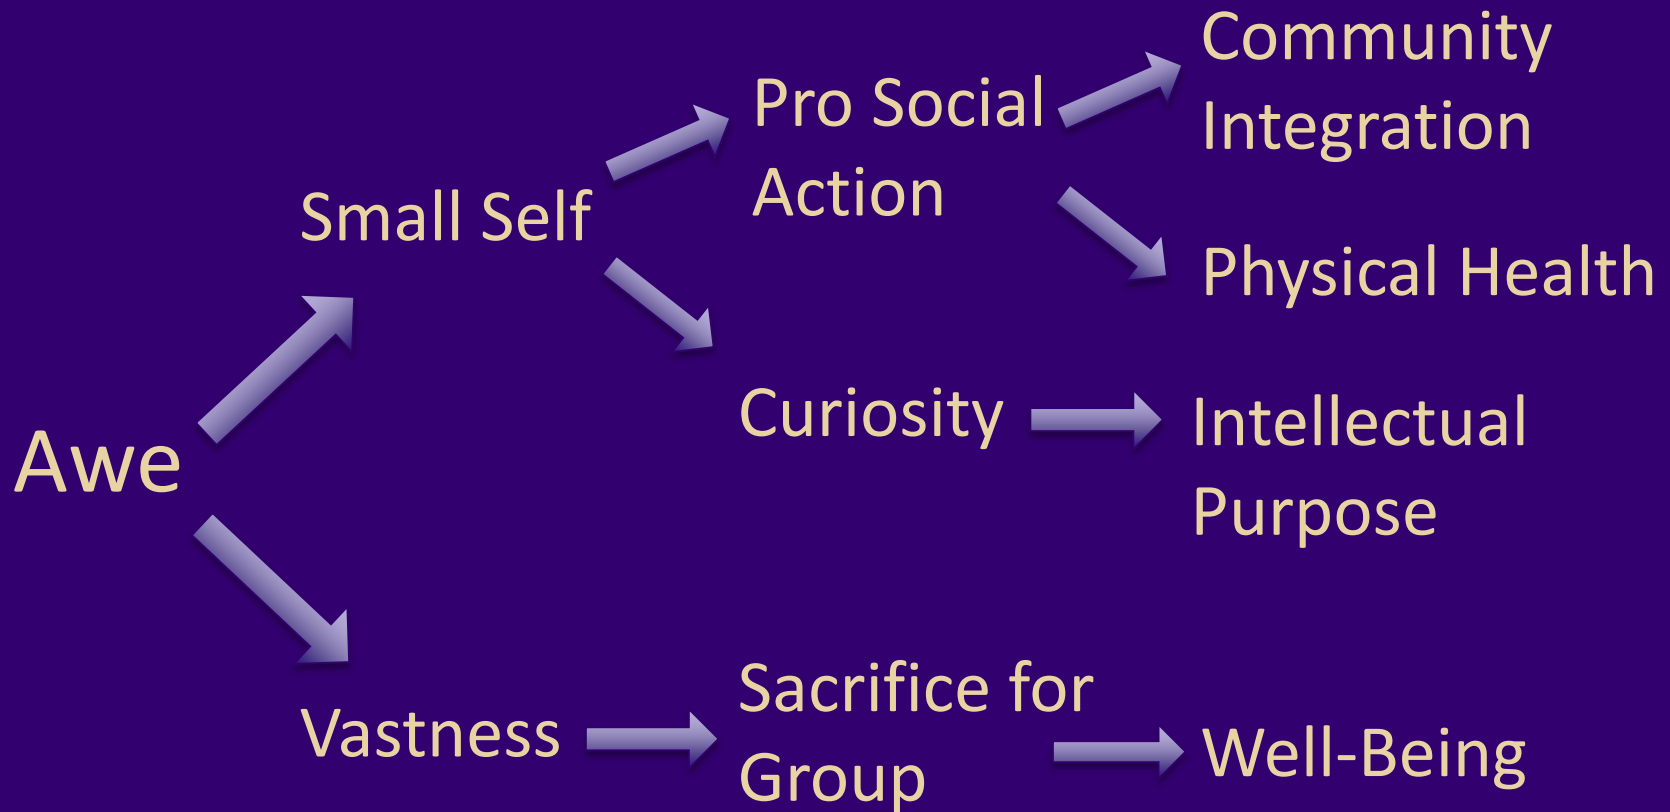 Awe
Small Self
Vastness
Pro Social
Action
Curiosity
Sacrifice for
Group
Community
Integration
Physical Health
Intellectual
Purpose
Well-Being